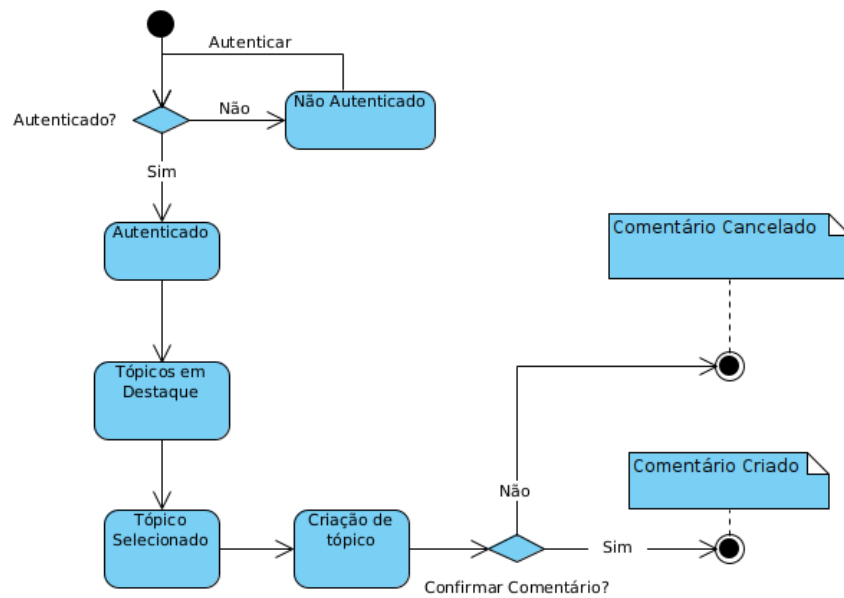 Autenticar
Não Autenticado
Autenticado?
Não
Sim
Autenticado
Comentário Cancelado
Tópicos em
Destaque
Comentário Criado
Não
Tópico
Selecionado
Criação de
tópico
Sim
Confirmar Comentário?